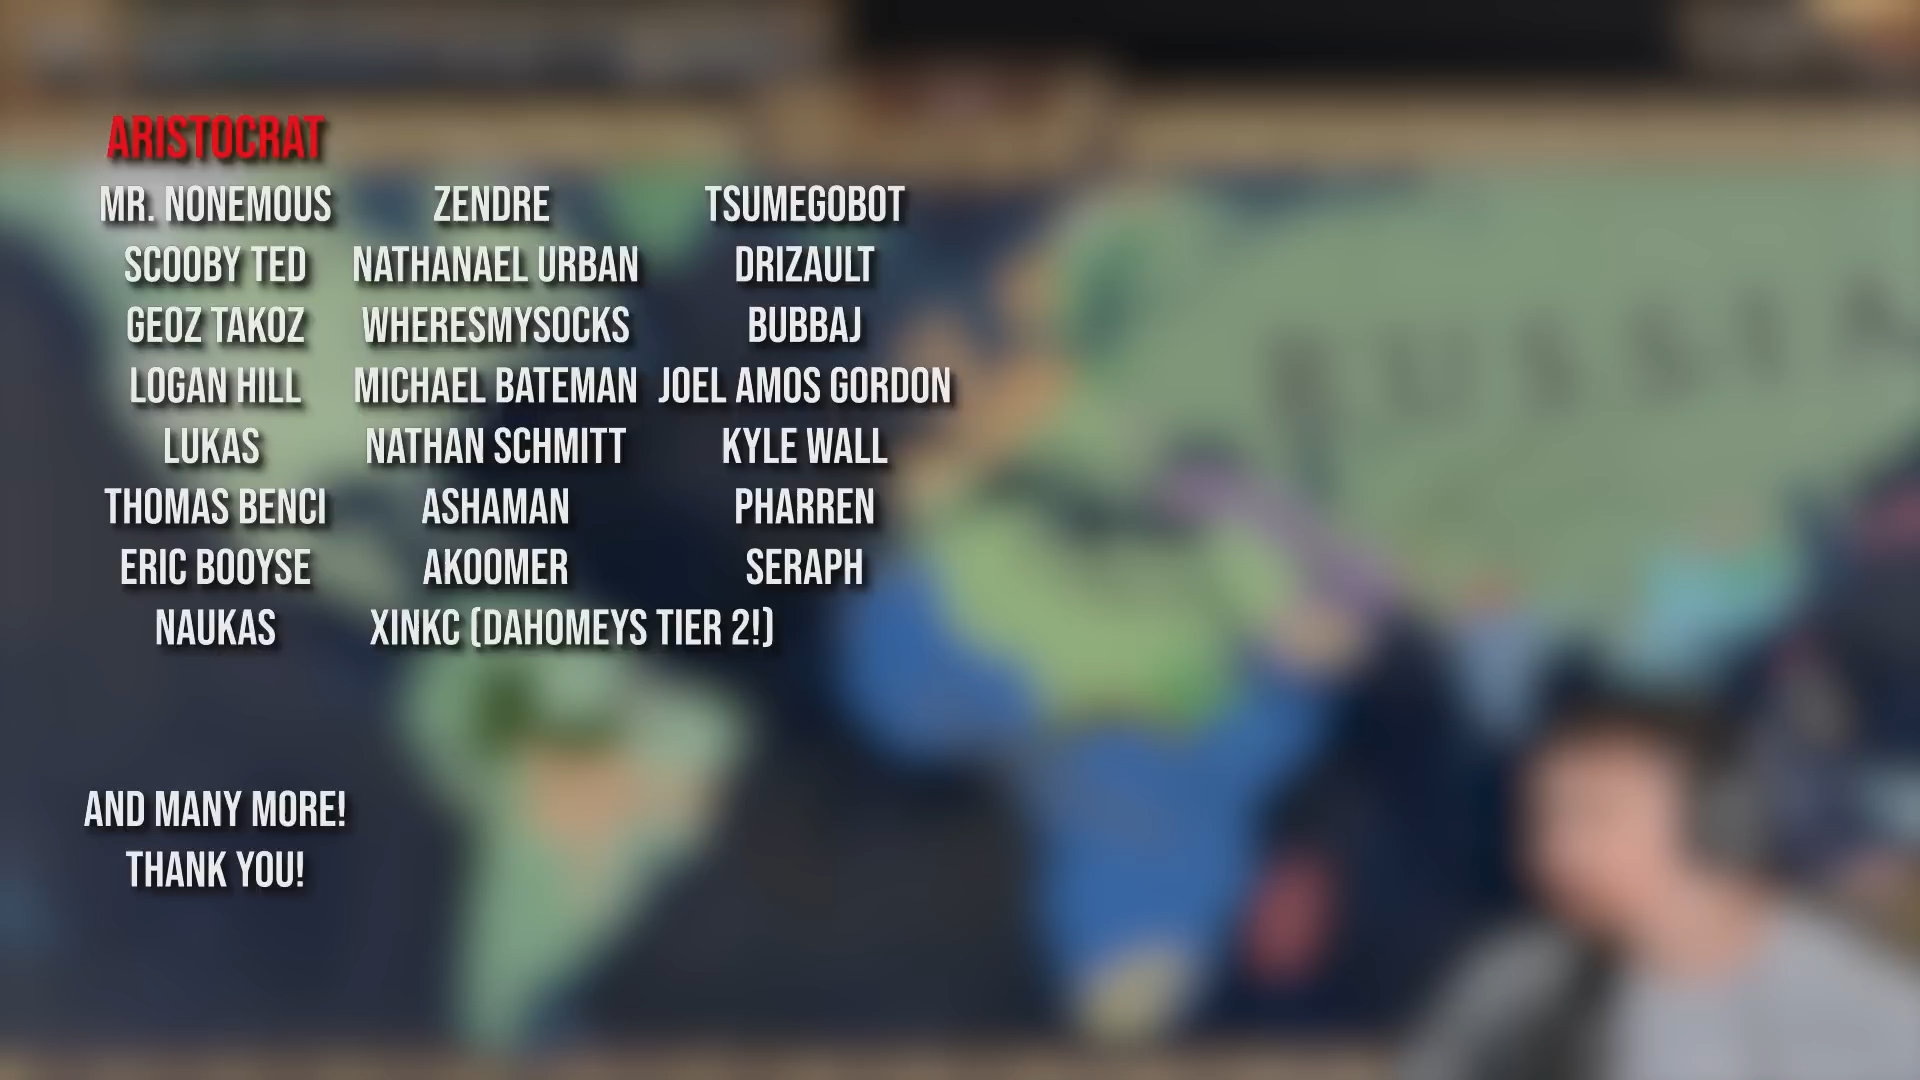 ARISTOCRAT
MR. NONEMOUS ZENDRE TSUMEGOBOT
SCOOBY TED NATHANAEL URBAN DRIZAULT
GEOZ TAKOZ WHERESMYSOCKS BUBBAJ
LOGAN HILL MICHAEL BATEMAN JOEL AMOS GORDON
LUKAS NATHAN SCHMITT KYLE WALL
THOMAS BENCI ASHAMAN PHARREN
ERIC BOOYSE AKOOMER SERAPH
NAUKAS XINKC (DAHOMEYS TIER 2!)
AND MANY MORE!
THANK YOU!